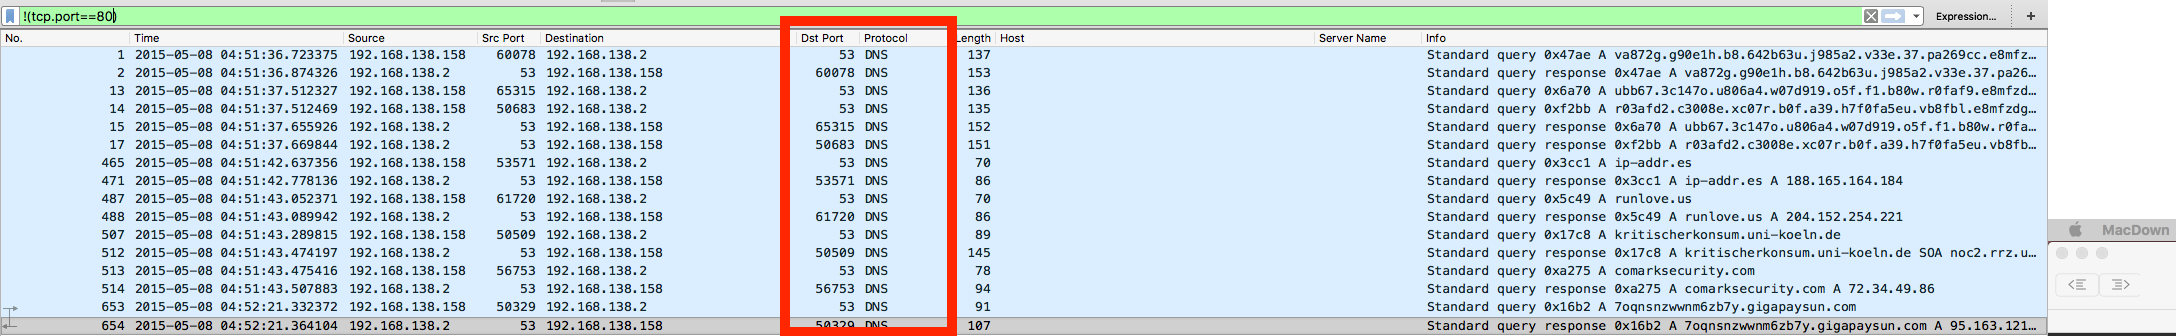 !(tcp.port==80)
Expression... +
No. Time Source Src Port Destination Dst Port Protocol Length Host Server Name Info
1 2015-05-08 04:51:36.723375 192.168.138.158 60078 192.168.138.2 53 DNS 137 Standard query 0x47ae A va872g.g90e1h.b8.642b63u.j985a2.v33e.37.pa269cc.e8mfz...
2 2015-05-08 04:51:36.874326 192.168.138.2 53 192.168.138.158 60078 DNS 153 Standard query response 0x47ae A va872g.g90e1h.b8.642b63u.j985a2.v33e.37.pa26...
13 2015-05-08 04:51:37.512327 192.168.138.158 65315 192.168.138.2 53 DNS 136 Standard query 0x6a70 A ubb67.3c147o.u806a4.w07d919.o5f.f1.b80w.r0faf9.e8mfzd...
14 2015-05-08 04:51:37.512469 192.168.138.158 50683 192.168.138.2 53 DNS 135 Standard query 0xf2bb A r03afd2.c3008e.xc07r.b0f.a39.h7f0fa5eu.vb8fbl.e8mfzdg...
15 2015-05-08 04:51:37.655926 192.168.138.2 53 192.168.138.158 65315 DNS 152 Standard query response 0x6a70 A ubb67.3c147o.u806a4.w07d919.o5f.f1.b80w.r0fa...
17 2015-05-08 04:51:37.669844 192.168.138.2 53 192.168.138.158 50683 DNS 151 Standard query response 0xf2bb A r03afd2.c3008e.xc07r.b0f.a39.h7f0fa5eu.vb8fb...
465 2015-05-08 04:51:42.637356 192.168.138.158 53571 192.168.138.2 53 DNS 70 Standard query 0x3cc1 A ip-addr.es
471 2015-05-08 04:51:42.778136 192.168.138.2 53 192.168.138.158 53571 DNS 86 Standard query response 0x3cc1 A ip-addr.es A 188.165.164.184
487 2015-05-08 04:51:43.052371 192.168.138.158 61720 192.168.138.2 53 DNS 70 Standard query 0x5c49 A runlove.us
488 2015-05-08 04:51:43.089942 192.168.138.2 53 192.168.138.158 61720 DNS 86 Standard query response 0x5c49 A runlove.us A 204.152.254.221
507 2015-05-08 04:51:43.289815 192.168.138.158 50509 192.168.138.2 53 DNS 89 Standard query 0x17c8 A kritischerkonsum.uni-koeln.de
512 2015-05-08 04:51:43.474197 192.168.138.2 53 192.168.138.158 50509 DNS 145 Standard query response 0x17c8 A kritischerkonsum.uni-koeln.de SOA noc2.rrz.u...
513 2015-05-08 04:51:43.475416 192.168.138.158 56753 192.168.138.2 53 DNS 78 Standard query 0xa275 A comarksecurity.com
514 2015-05-08 04:51:43.507883 192.168.138.2 53 192.168.138.158 56753 DNS 94 Standard query response 0xa275 A comarksecurity.com A 72.34.49.86
653 2015-05-08 04:52:21.332372 192.168.138.158 50329 192.168.138.2 53 DNS 91 Standard query 0x16b2 A 7oqnsnzwwnm6zb7y.gigapaysun.com
654 2015-05-08 04:52:21.364104 192.168.138.2 53 192.168.138.158 50329 DNS 107 Standard query response 0x16b2 A 7oqnsnzwwnm6zb7y.gigapaysun.com A 95.163.121...
MacDown